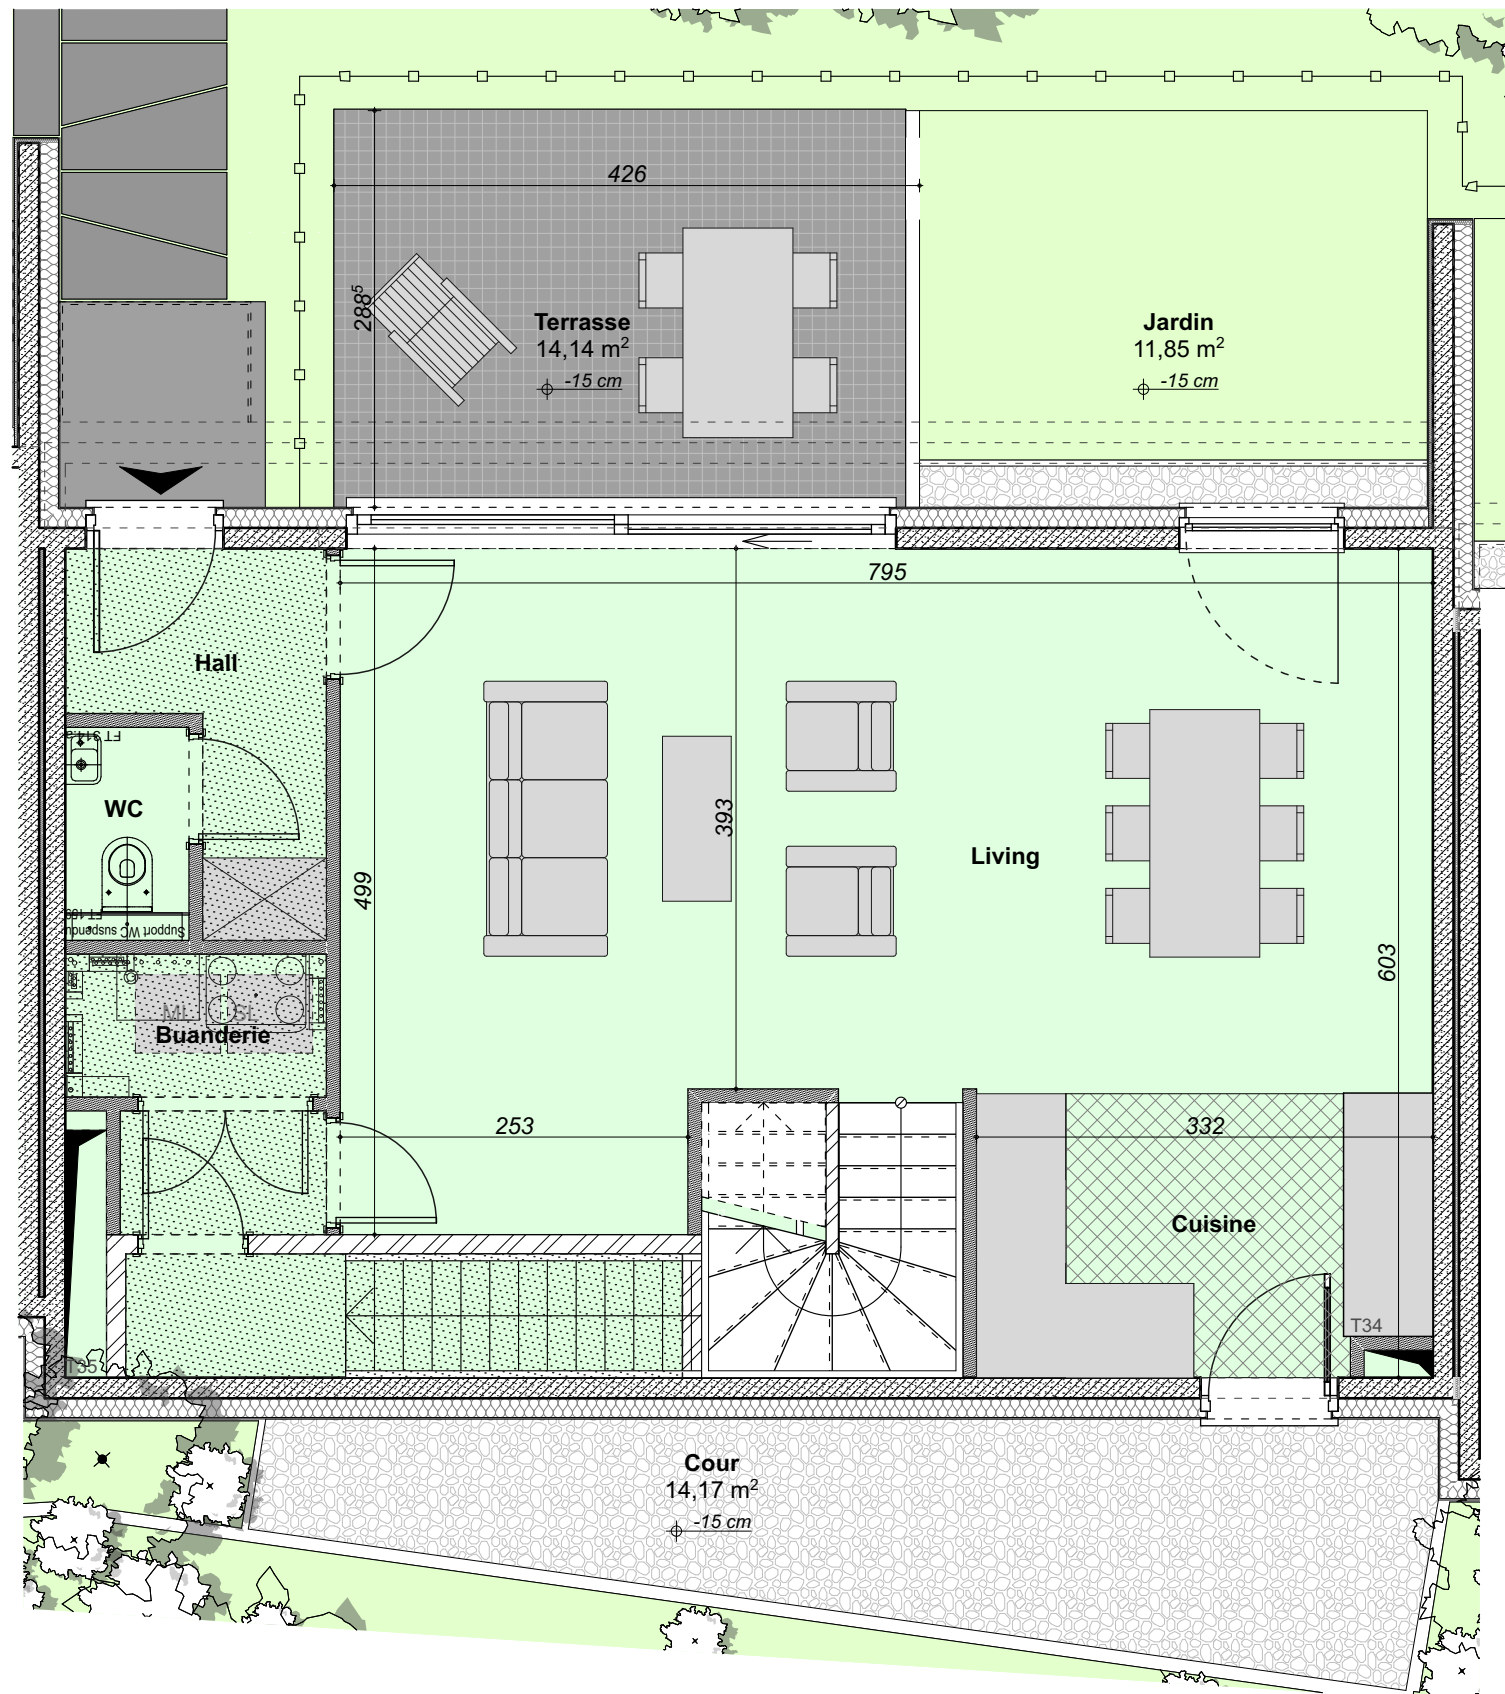 426
288⁵
Terrasse
14,14 m²
-15 cm
Jardin
11,85 m²
-15 cm
795
Hall
WC
393
Living
499
603
Support WC suspendu
ML
SL
Buanderie
253
332
Cuisine
T34
T35
Cour
14,17 m²
-15 cm